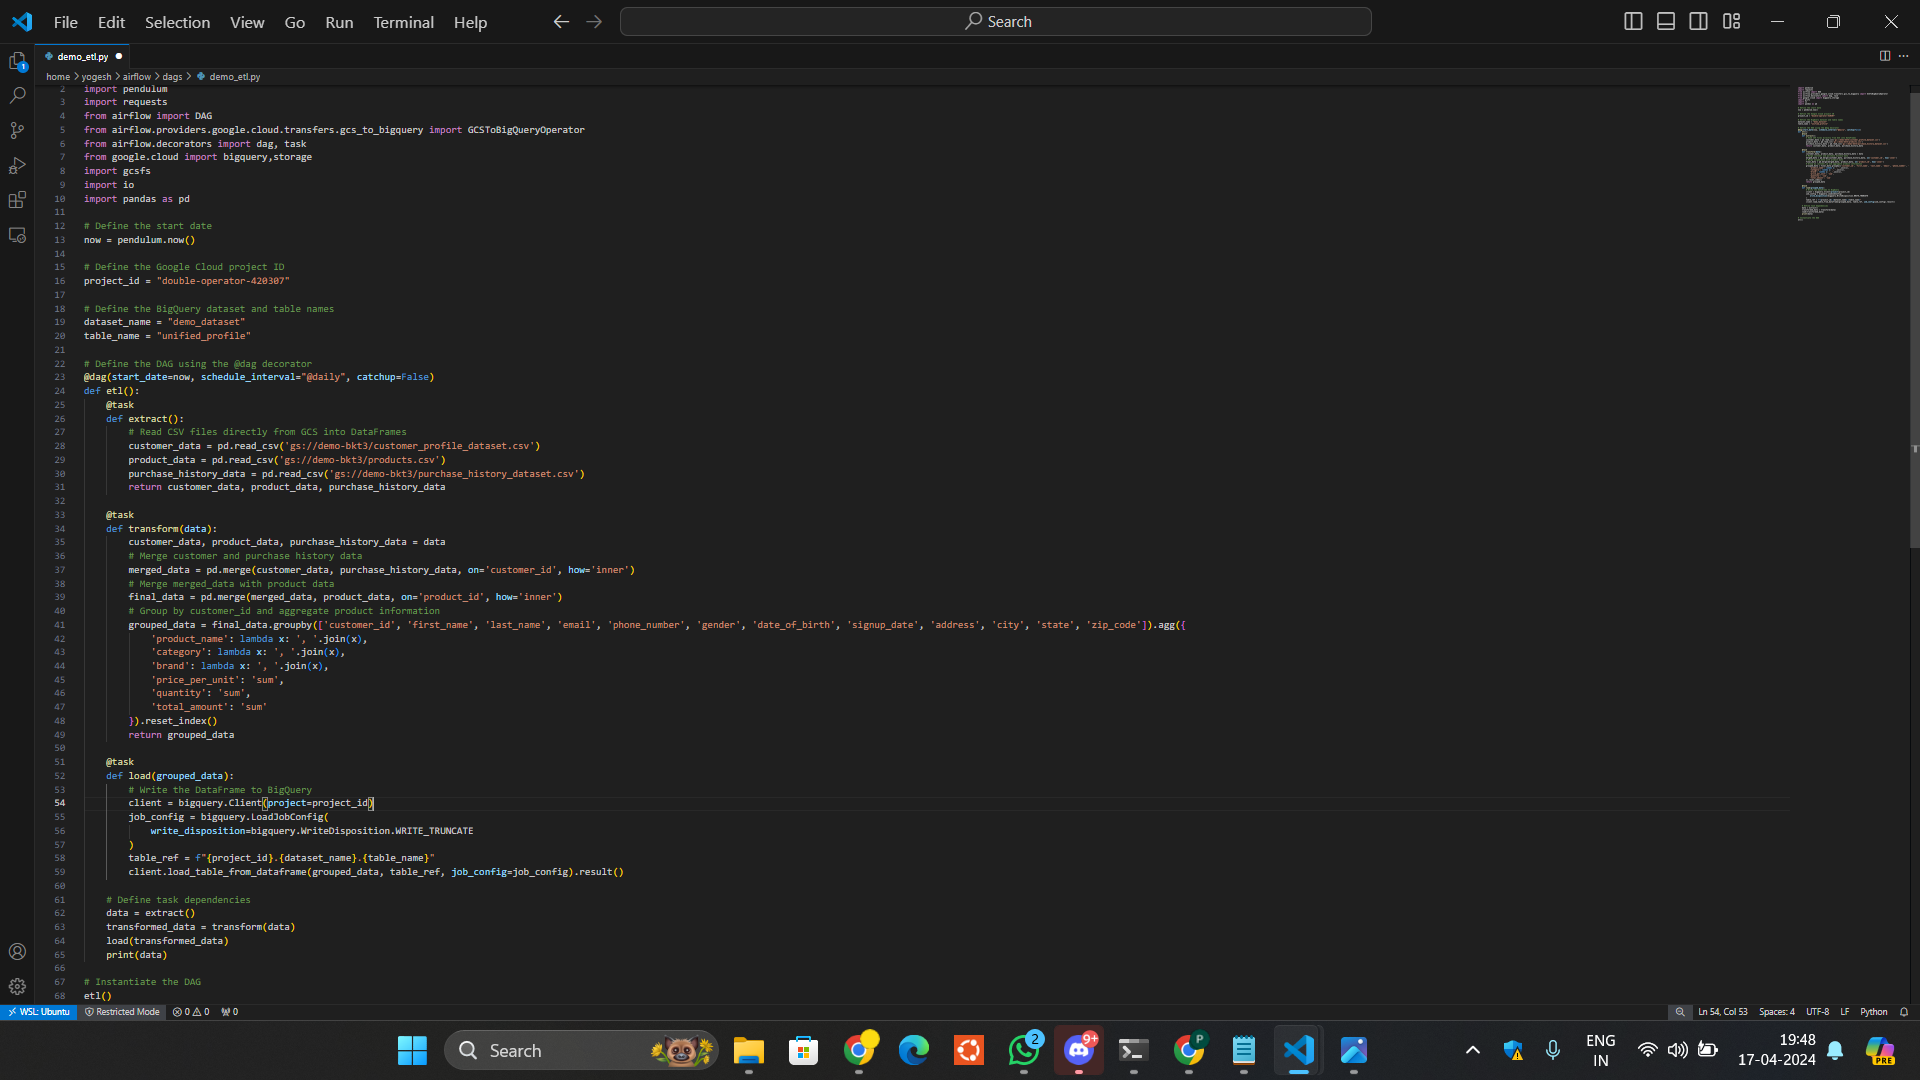 File Edit Selection View Go Run Terminal Help
Search
demo_etl.py
home > yogesh > airflow > dags > demo_etl.py
2 import pendulum
3 import requests
4 from airflow import DAG
5 from airflow.providers.google.cloud.transfers.gcs_to_bigquery import GCSToBigQueryOperator
6 from airflow.decorators import dag, task
7 from google.cloud import bigquery,storage
8 import gcsfs
9 import io
10 import pandas as pd
11
12 # Define the start date
13 now = pendulum.now()
14
15 # Define the Google Cloud project ID
16 project_id = "double-operator-420307"
17
18 # Define the BigQuery dataset and table names
19 dataset_name = "demo_dataset"
20 table_name = "unified_profile"
21
22 # Define the DAG using the @dag decorator
23 @dag(start_date=now, schedule_interval="@daily", catchup=False)
24 def etl():
25 @task
26 def extract():
27 # Read CSV files directly from GCS into DataFrames
28 customer_data = pd.read_csv('gs://demo-bkt3/customer_profile_dataset.csv')
29 product_data = pd.read_csv('gs://demo-bkt3/products.csv')
30 purchase_history_data = pd.read_csv('gs://demo-bkt3/purchase_history_dataset.csv')
31 return customer_data, product_data, purchase_history_data
32
33 @task
34 def transform(data):
35 customer_data, product_data, purchase_history_data = data
36 # Merge customer and purchase history data
37 merged_data = pd.merge(customer_data, purchase_history_data, on='customer_id', how='inner')
38 # Merge merged_data with product data
39 final_data = pd.merge(merged_data, product_data, on='product_id', how='inner')
40 # Group by customer_id and aggregate product information
41 grouped_data = final_data.groupby(['customer_id', 'first_name', 'last_name', 'email', 'phone_number', 'gender', 'date_of_birth', 'signup_date', 'address', 'city', 'state', 'zip_code']).agg({
42 'product_name': lambda x: ', '.join(x),
43 'category': lambda x: ', '.join(x),
44 'brand': lambda x: ', '.join(x),
45 'price_per_unit': 'sum',
46 'quantity': 'sum',
47 'total_amount': 'sum'
48 }).reset_index()
49 return grouped_data
50
51 @task
52 def load(grouped_data):
53 # Write the DataFrame to BigQuery
54 client = bigquery.Client(project=project_id)
55 job_config = bigquery.LoadJobConfig(
56 write_disposition=bigquery.WriteDisposition.WRITE_TRUNCATE
57 )
58 table_ref = f"{project_id}.{dataset_name}.{table_name}"
59 client.load_table_from_dataframe(grouped_data, table_ref, job_config=job_config).result()
60
61 # Define task dependencies
62 data = extract()
63 transformed_data = transform(data)
64 load(transformed_data)
65 print(data)
66
67 # Instantiate the DAG
68 etl()
WSL: Ubuntu Restricted Mode 0 0 0 Ln 54, Col 53 Spaces: 4 UTF-8 LF Python
Search 2 9+ P ENG IN 19:48 17-04-2024 PRE